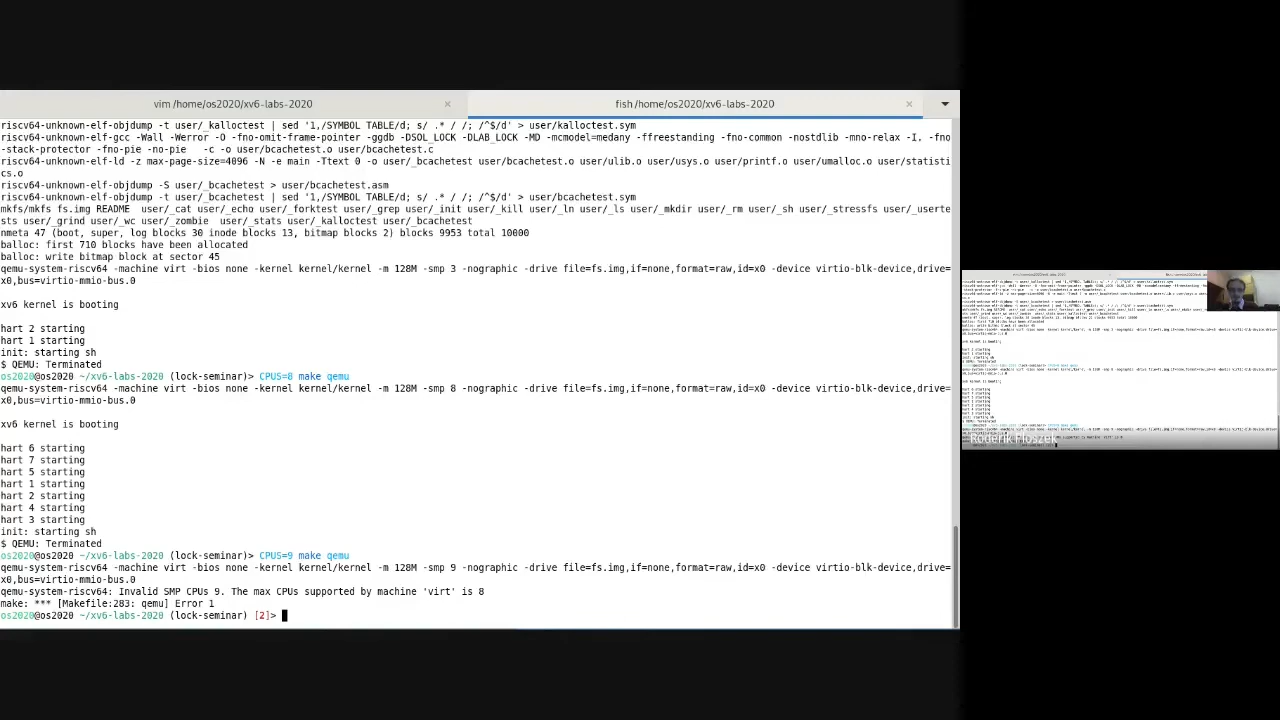 vim /home/os2020/xv6-labs-2020 × fish /home/os2020/xv6-labs-2020 ×
riscv64-unknown-elf-objdump -t user/_kalloctest | sed '1,/SYMBOL TABLE/d; s/ .* / /; /^$/d' > user/kalloctest.sym
riscv64-unknown-elf-gcc -Wall -Werror -O -fno-omit-frame-pointer -ggdb -DSOL_LOCK -DLAB_LOCK -MD -mcmodel=medany -ffreestanding -fno-common -nostdlib -mno-relax -I. -fno
-stack-protector -fno-pie -no-pie   -c -o user/bcachetest.o user/bcachetest.c
riscv64-unknown-elf-ld -z max-page-size=4096 -N -e main -Ttext 0 -o user/_bcachetest user/bcachetest.o user/ulib.o user/usys.o user/printf.o user/umalloc.o user/statisti
cs.o
riscv64-unknown-elf-objdump -S user/_bcachetest > user/bcachetest.asm
riscv64-unknown-elf-objdump -t user/_bcachetest | sed '1,/SYMBOL TABLE/d; s/ .* / /; /^$/d' > user/bcachetest.sym
mkfs/mkfs fs.img README  user/_cat user/_echo user/_forktest user/_grep user/_init user/_kill user/_ln user/_ls user/_mkdir user/_rm user/_sh user/_stressfs user/_userte
sts user/_grind user/_wc user/_zombie  user/_stats user/_kalloctest user/_bcachetest
nmeta 47 (boot, super, log blocks 30 inode blocks 13, bitmap blocks 2) blocks 9953 total 10000
balloc: first 710 blocks have been allocated
balloc: write bitmap block at sector 45
qemu-system-riscv64 -machine virt -bios none -kernel kernel/kernel -m 128M -smp 3 -nographic -drive file=fs.img,if=none,format=raw,id=x0 -device virtio-blk-device,drive=
x0,bus=virtio-mmio-bus.0
xv6 kernel is booting
hart 2 starting
hart 1 starting
init: starting sh
$ QEMU: Terminated
os2020@os2020 ~/xv6-labs-2020 (lock-seminar)> CPUS=8 make qemu
qemu-system-riscv64 -machine virt -bios none -kernel kernel/kernel -m 128M -smp 8 -nographic -drive file=fs.img,if=none,format=raw,id=x0 -device virtio-blk-device,drive=
x0,bus=virtio-mmio-bus.0
xv6 kernel is booting
hart 6 starting
hart 7 starting
hart 5 starting
hart 1 starting
hart 2 starting
hart 4 starting
hart 3 starting
init: starting sh
$ QEMU: Terminated
os2020@os2020 ~/xv6-labs-2020 (lock-seminar)> CPUS=9 make qemu
qemu-system-riscv64 -machine virt -bios none -kernel kernel/kernel -m 128M -smp 9 -nographic -drive file=fs.img,if=none,format=raw,id=x0 -device virtio-blk-device,drive=
x0,bus=virtio-mmio-bus.0
qemu-system-riscv64: Invalid SMP CPUs 9. The max CPUs supported by machine 'virt' is 8
make: *** [Makefile:283: qemu] Error 1
os2020@os2020 ~/xv6-labs-2020 (lock-seminar) [2]>